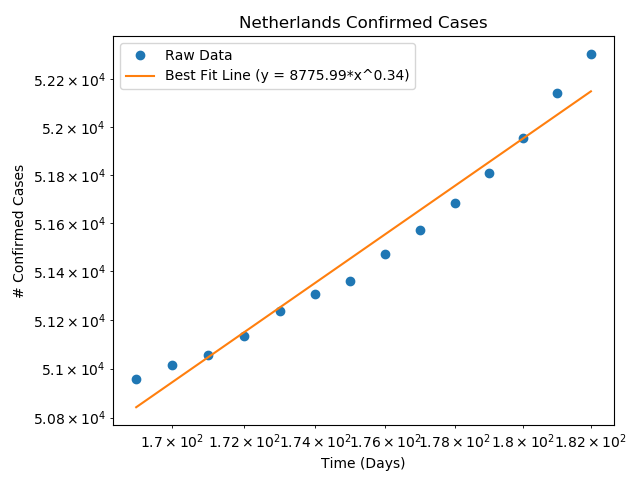 Netherlands Confirmed Cases
Raw Data
Best Fit Line (y = 8775.99*x^0.34)
# Confirmed Cases
5.22 × 10⁴
5.2 × 10⁴
5.18 × 10⁴
5.16 × 10⁴
5.14 × 10⁴
5.12 × 10⁴
5.1 × 10⁴
5.08 × 10⁴
1.7 × 10² 1.72 × 10² 1.74 × 10² 1.76 × 10² 1.78 × 10² 1.8 × 10² 1.82 × 10²
Time (Days)